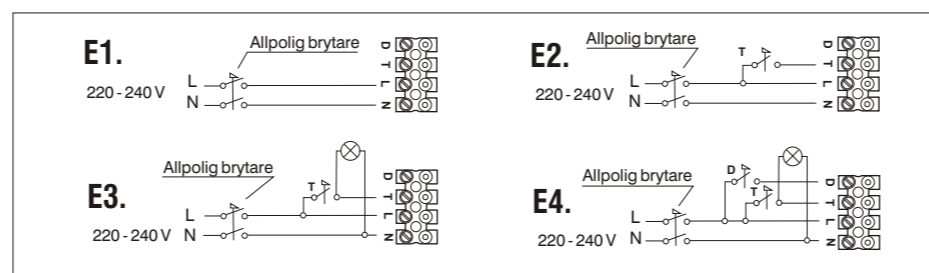 E1.
Allpolig brytare
220 - 240 V
L
N
D
T
L
N
E2.
Allpolig brytare
220 - 240 V
L
N
T
D
T
L
N
E3.
Allpolig brytare
220 - 240 V
L
N
T
D
T
L
N
E4.
Allpolig brytare
220 - 240 V
L
N
D
T
D
T
L
N